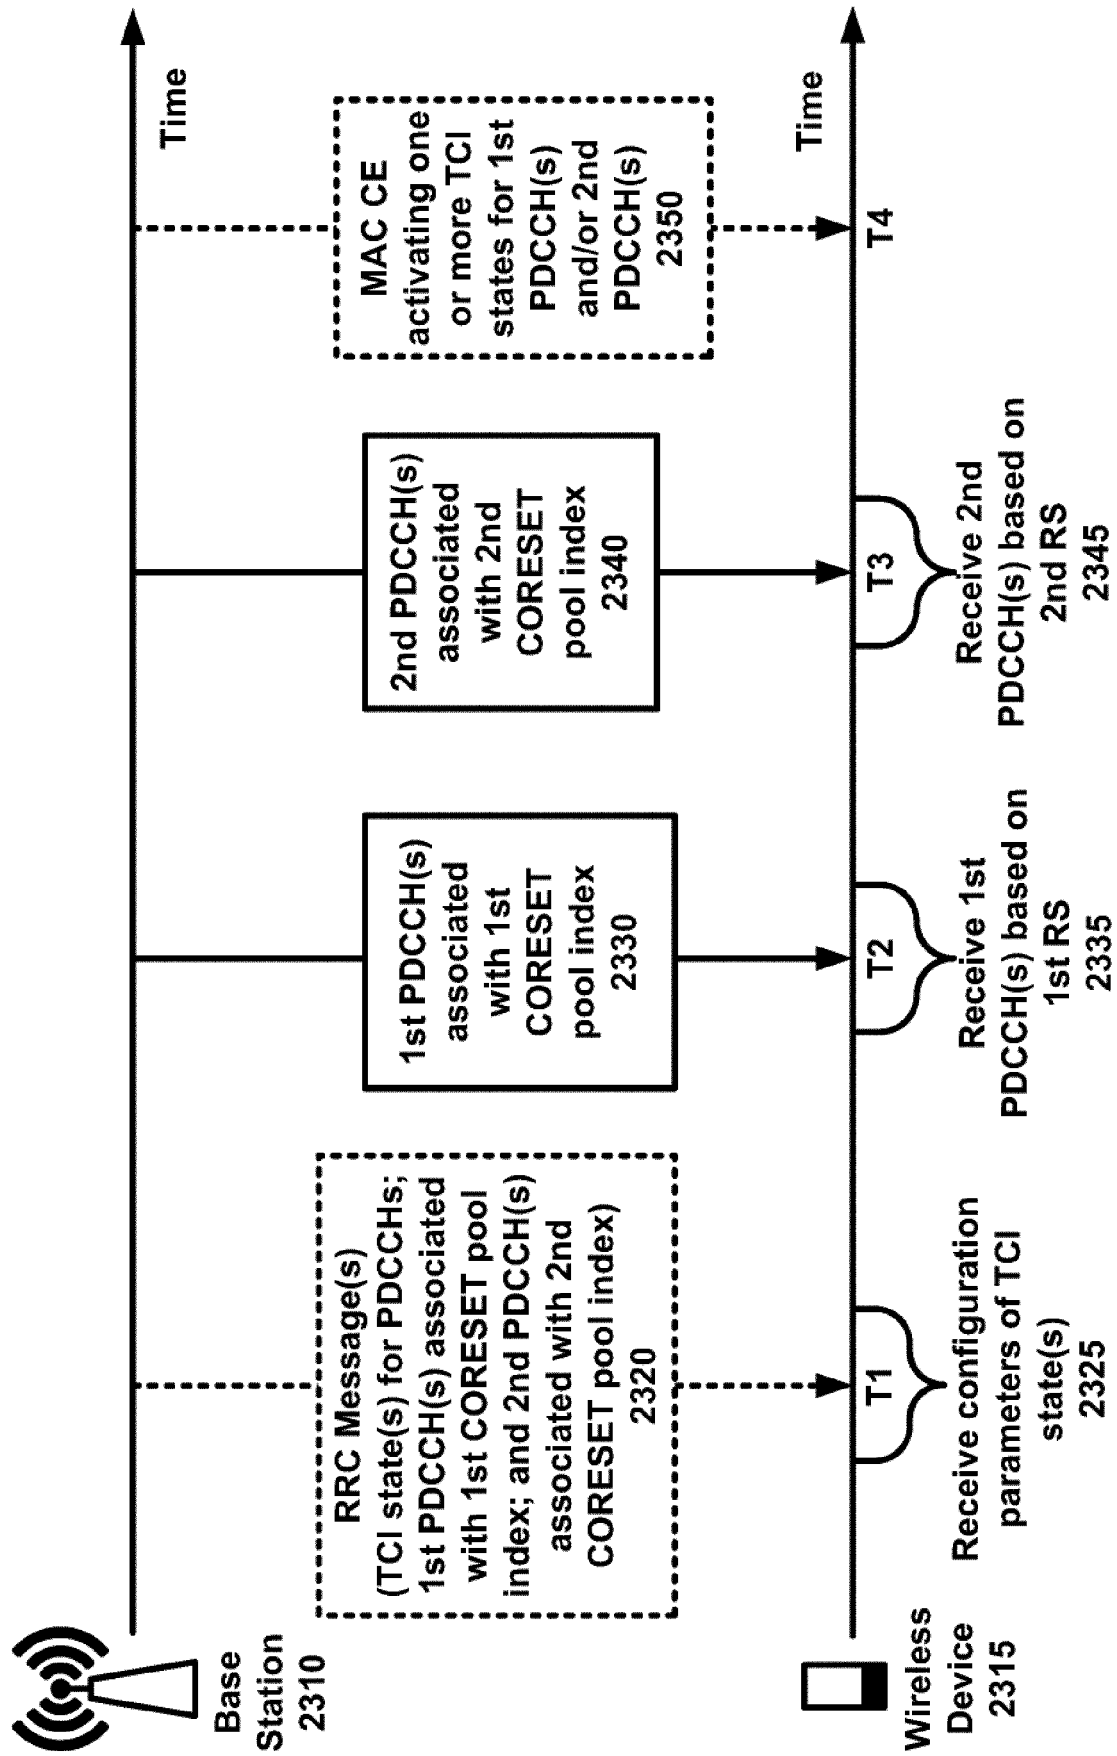 Base
Station
2310
RRC Message(s)
(TCI state(s) for PDCCHs;
1st PDCCH(s) associated
with 1st CORESET pool
index; and 2nd PDCCH(s)
associated with 2nd
CORESET pool index)
2320
1st PDCCH(s)
associated
with 1st
CORESET
pool index
2330
2nd PDCCH(s)
associated
with 2nd
CORESET
pool index
2340
MAC CE
activating one
or more TCI
states for 1st
PDCCH(s)
and/or 2nd
PDCCH(s)
2350
Time
Wireless
Device
2315
T1
Receive configuration
parameters of TCI
state(s)
2325
T2
Receive 1st
PDCCH(s) based on
1st RS
2335
T3
Receive 2nd
PDCCH(s) based on
2nd RS
2345
T4
Time